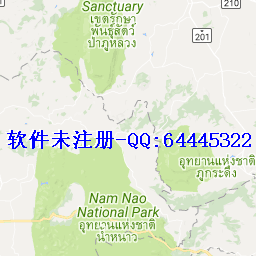 Sanctuary
เขตรักษา
พันธุ์สัตว์
ป่าภูหลวง
210
201
软件未注册-QQ:64445322
อุทยานแห่งชาติ
ภูกระดึง
Nam Nao
National Park
อุทยานแห่งชาติ
น้ำหนาว